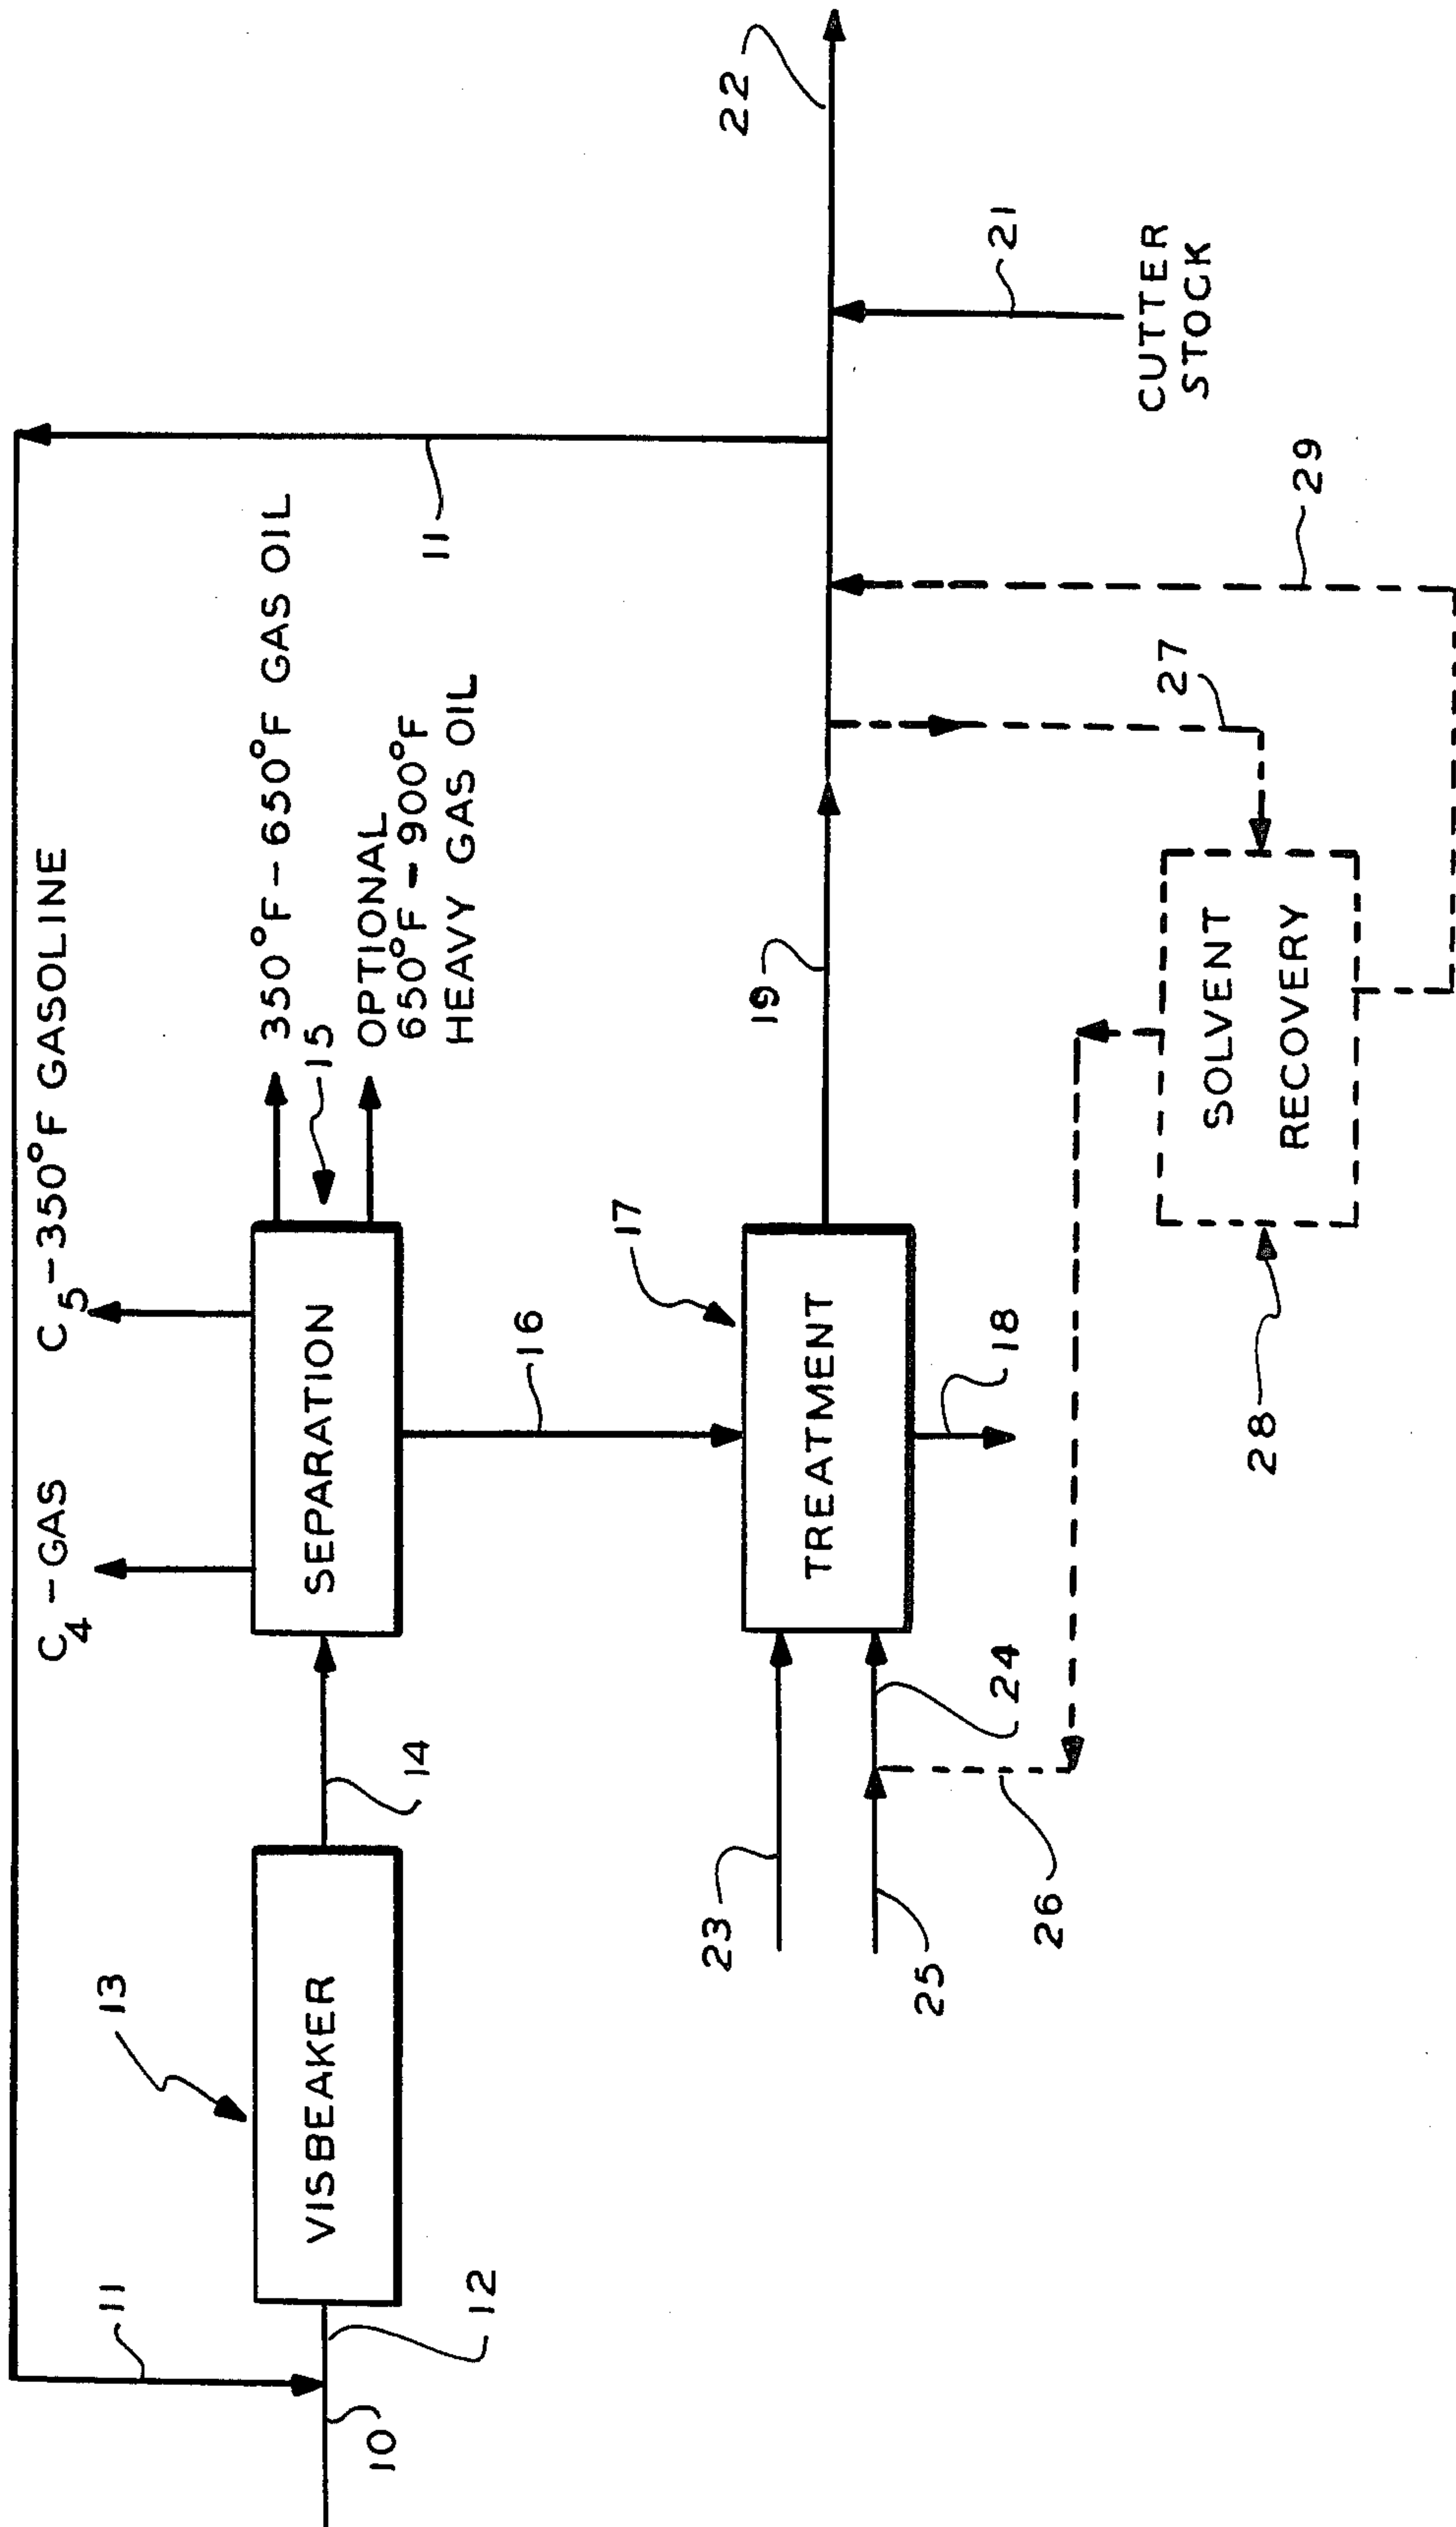 11
10
12
13
VISBEAKER
14
C4 -GAS
C5 -350°F GASOLINE
SEPARATION
15
350°F-650°F GAS OIL
OPTIONAL
650°F -900°F
HEAVY GAS OIL
16
11
17
TREATMENT
18
19
22
23
24
25
26
27
28
SOLVENT
RECOVERY
29
21
CUTTER
STOCK